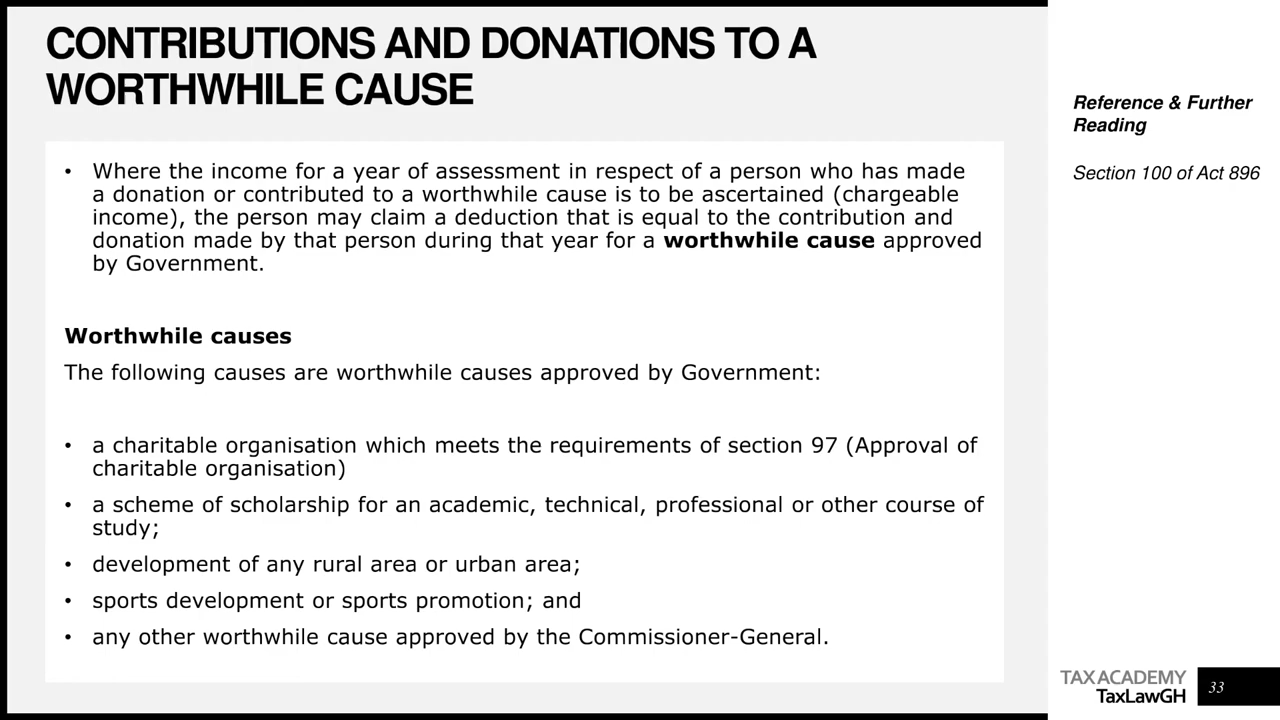 CONTRIBUTIONS AND DONATIONS TO A
WORTHWHILE CAUSE
• Where the income for a year of assessment in respect of a person who has made
a donation or contributed to a worthwhile cause is to be ascertained (chargeable
income), the person may claim a deduction that is equal to the contribution and
donation made by that person during that year for a worthwhile cause approved
by Government.
Worthwhile causes
The following causes are worthwhile causes approved by Government:
• a charitable organisation which meets the requirements of section 97 (Approval of
charitable organisation)
• a scheme of scholarship for an academic, technical, professional or other course of
study;
• development of any rural area or urban area;
• sports development or sports promotion; and
• any other worthwhile cause approved by the Commissioner-General.
Reference & Further
Reading
Section 100 of Act 896
TAX ACADEMY
TaxLawGH
33